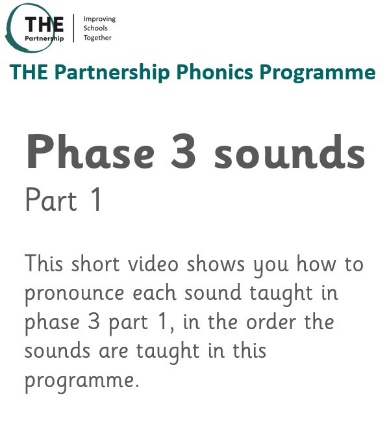 THE
Partnership
Improving
Schools
Together
THE Partnership Phonics Programme
Phase 3 sounds
Part 1
This short video shows you how to
pronounce each sound taught in
phase 3 part 1, in the order the
sounds are taught in this
programme.